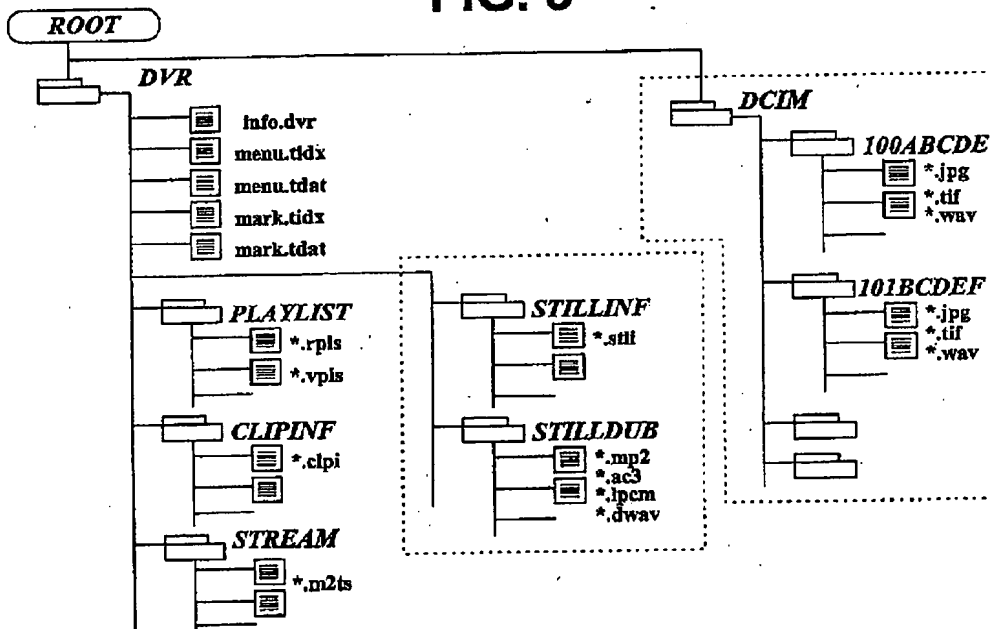 FIG.
ROOT
DVR
info.dvr
menu.tidx
menu.tdat
mark.tidx
mark.tdat
PLAYLIST
*.rpls
*.vpls
CLIPINF
*.clpi
STREAM
*.m2ts
STILLINF
STILLDUB
*.mp2
*.ac3
*.lpcm
*.dwav
DCIM
100ABCDE
*.jpg
*.tif
*.wav
101BCDEF
*.jpg
*.tif
*.wav